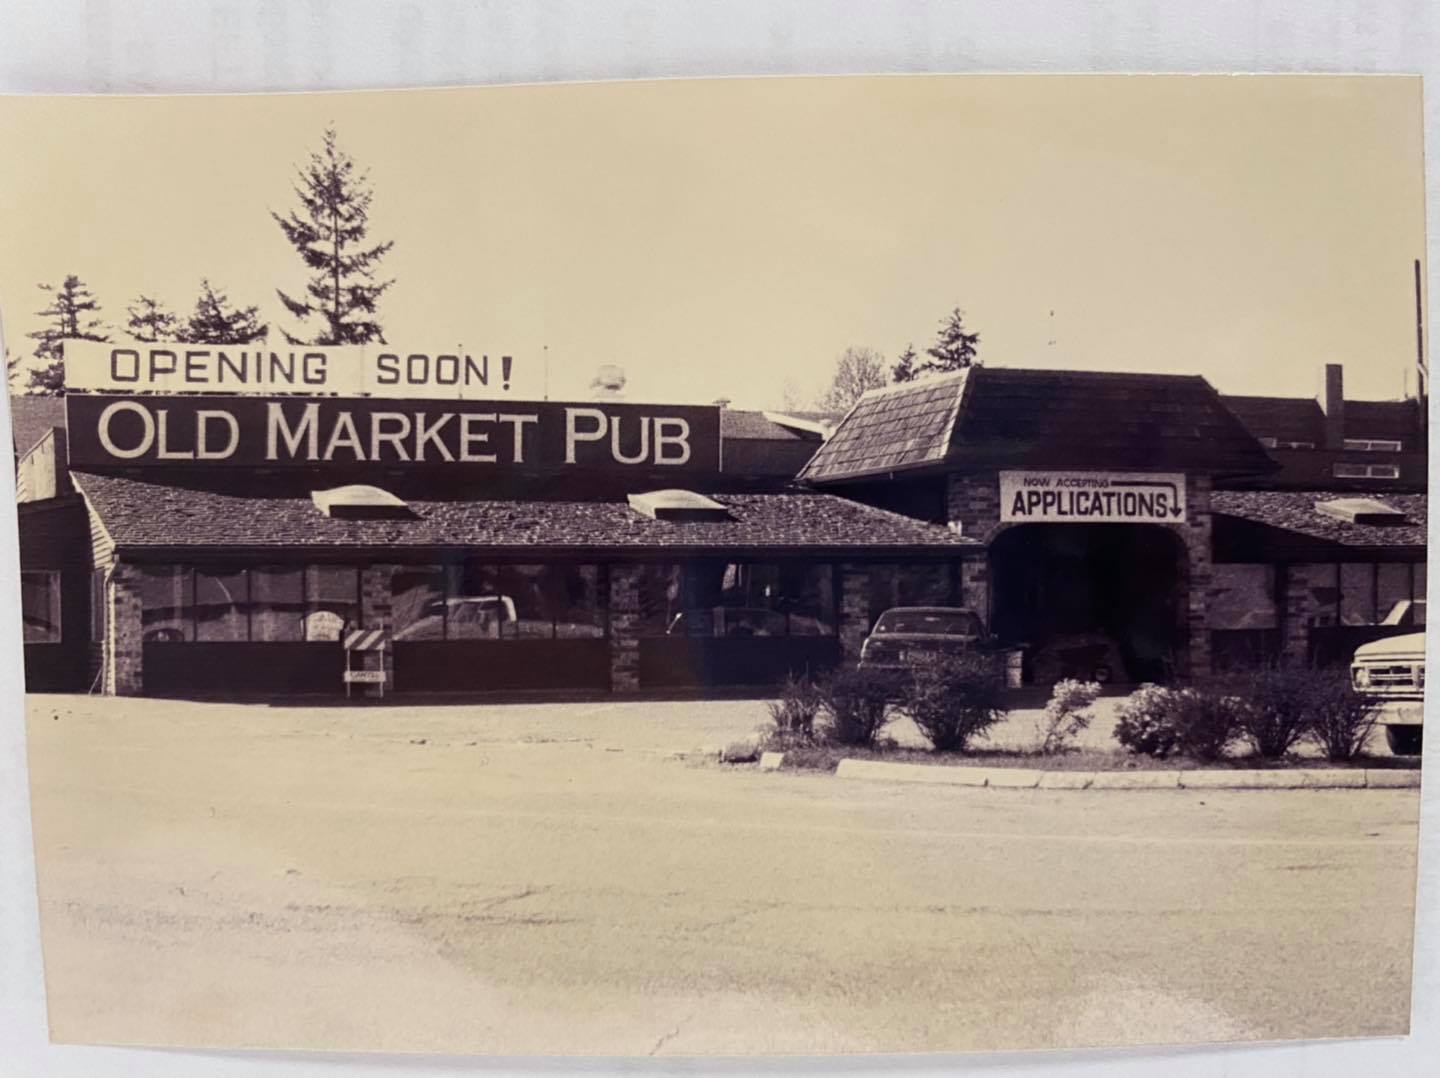 OPENING SOON!
OLD MARKET PUB
NOW ACCEPTING
APPLICATIONS